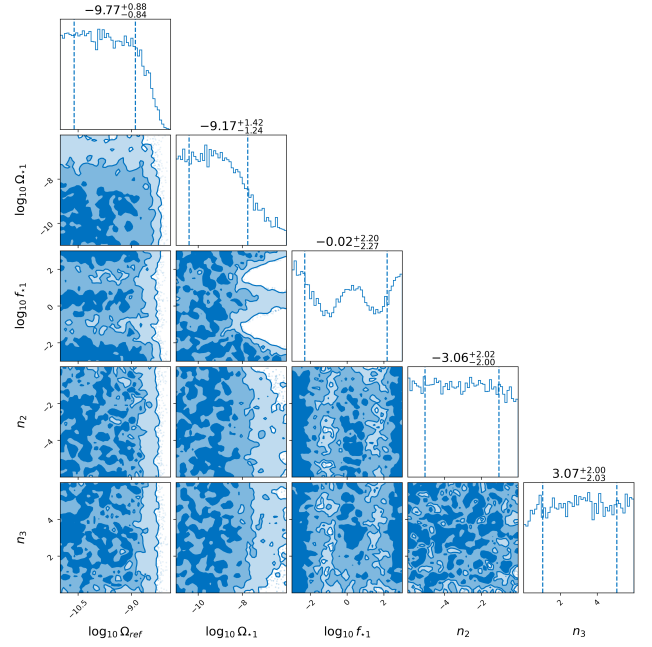 −9.77+0.88−0.84
−9.17+1.42−1.24
log10 Ω⋆1
−8
−10
−0.02+2.20−2.27
log10 f⋆1
2
0
−2
−3.06+2.02−2.00
n2
−2
−4
3.07+2.00−2.03
n3
4
2
−10.5
−9.0
−10
−8
−2
0
2
−4
−2
2
4
log10 Ωref
log10 Ω⋆1
log10 f⋆1
n2
n3